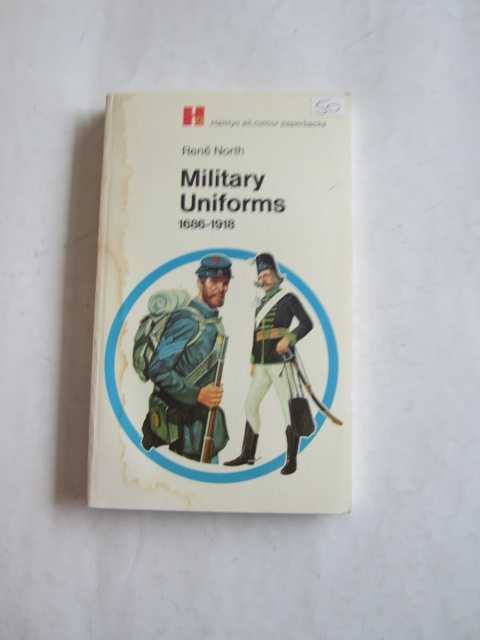 50
Hamlyn all-colour paperbacks
René North
Military
Uniforms
1686-1918